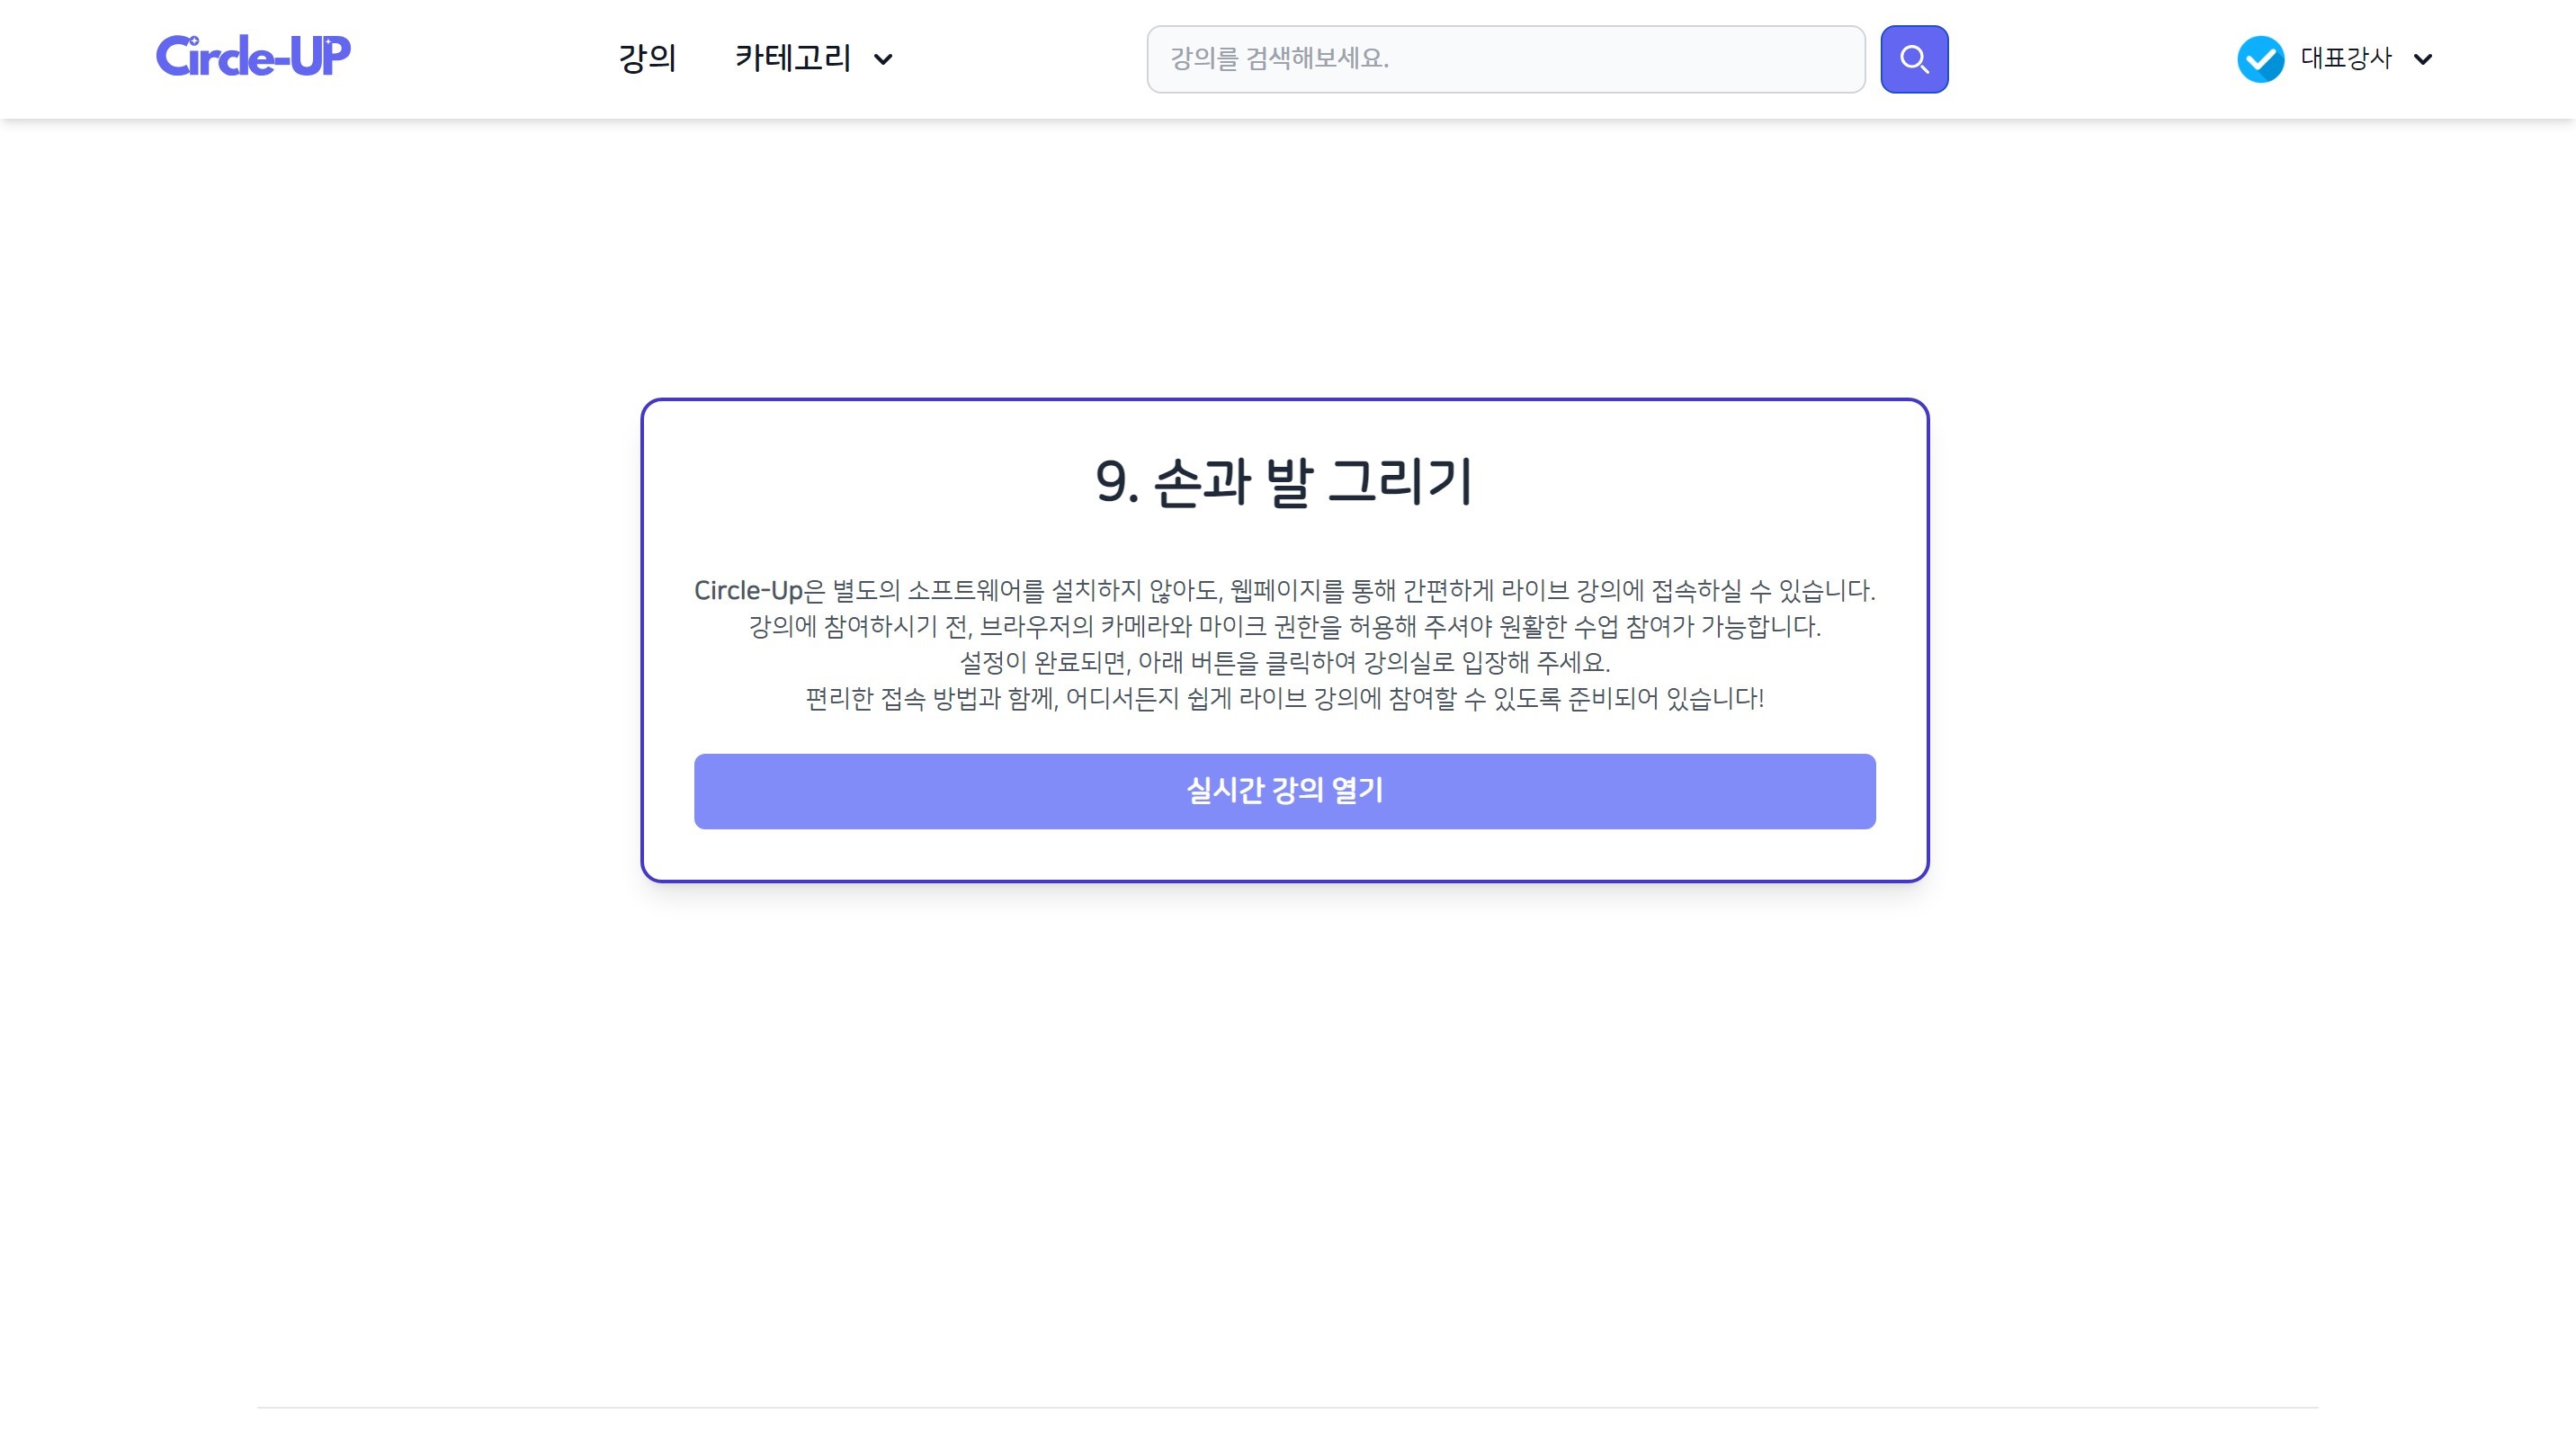 Circle-UP
강의
카테고리
강의를 검색해보세요.
대표강사
9. 손과 발 그리기
Circle-Up은 별도의 소프트웨어를 설치하지 않아도, 웹페이지를 통해 간편하게 라이브 강의에 접속하실 수 있습니다.
강의에 참여하시기 전, 브라우저의 카메라와 마이크 권한을 허용해 주셔야 원활한 수업 참여가 가능합니다.
설정이 완료되면, 아래 버튼을 클릭하여 강의실로 입장해 주세요.
편리한 접속 방법과 함께, 어디서든지 쉽게 라이브 강의에 참여할 수 있도록 준비되어 있습니다!
실시간 강의 열기